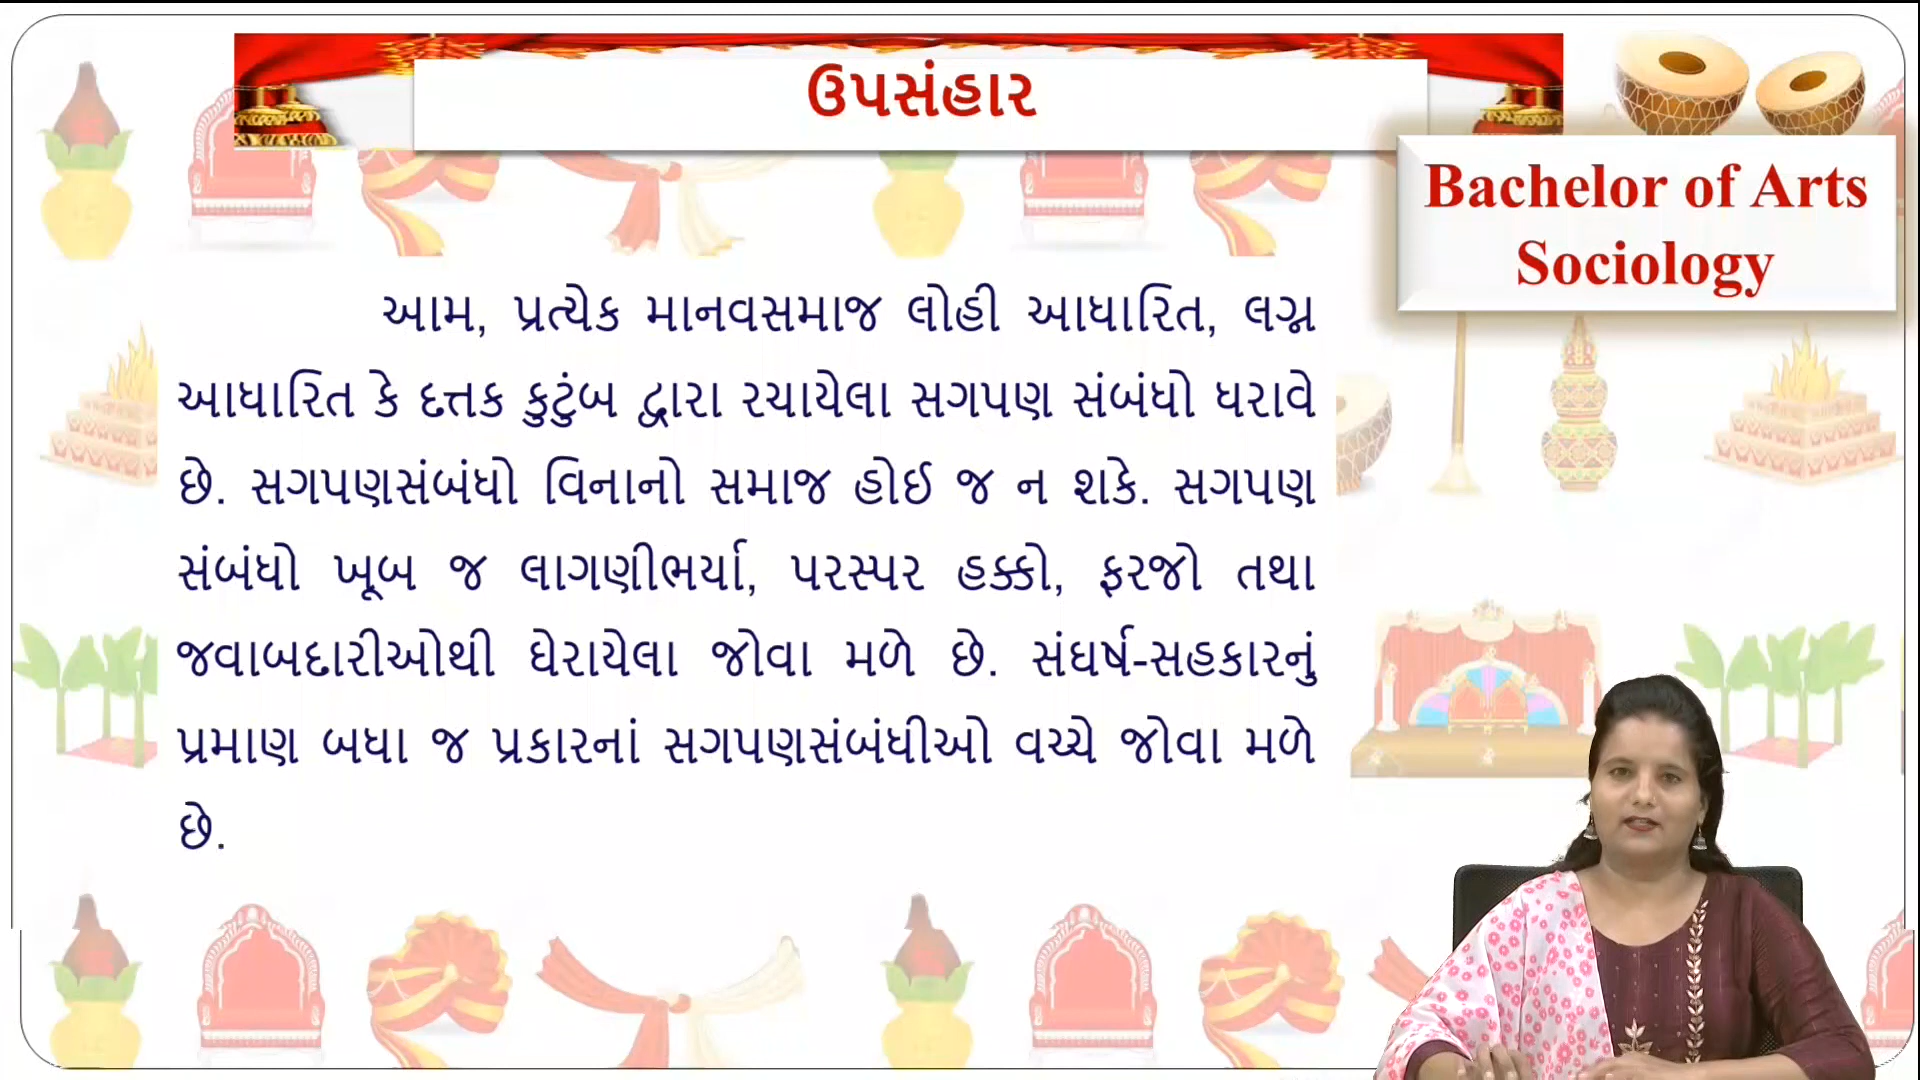 ઉપસંહાર
Bachelor of Arts
Sociology
આમ, પ્રત્યેક માનવસમાજ લોહી આધારિત, લગ્ન
આધારિત કે દત્તક કુટુંબ દ્વારા રચાયેલા સગપણ સંબંધો ધરાવે
છે. સગપણસંબંધો વિનાનો સમાજ હોઈ જ ન શકે. સગપણ
સંબંધો ખૂબ જ લાગણીભર્યા, પરસ્પર હક્કો, ફરજો તથા
જવાબદારીઓથી ઘેરાયેલા જોવા મળે છે. સંઘર્ષ-સહકારનું
પ્રમાણ બધા જ પ્રકારનાં સગપણસંબંધીઓ વચ્ચે જોવા મળે
છે.